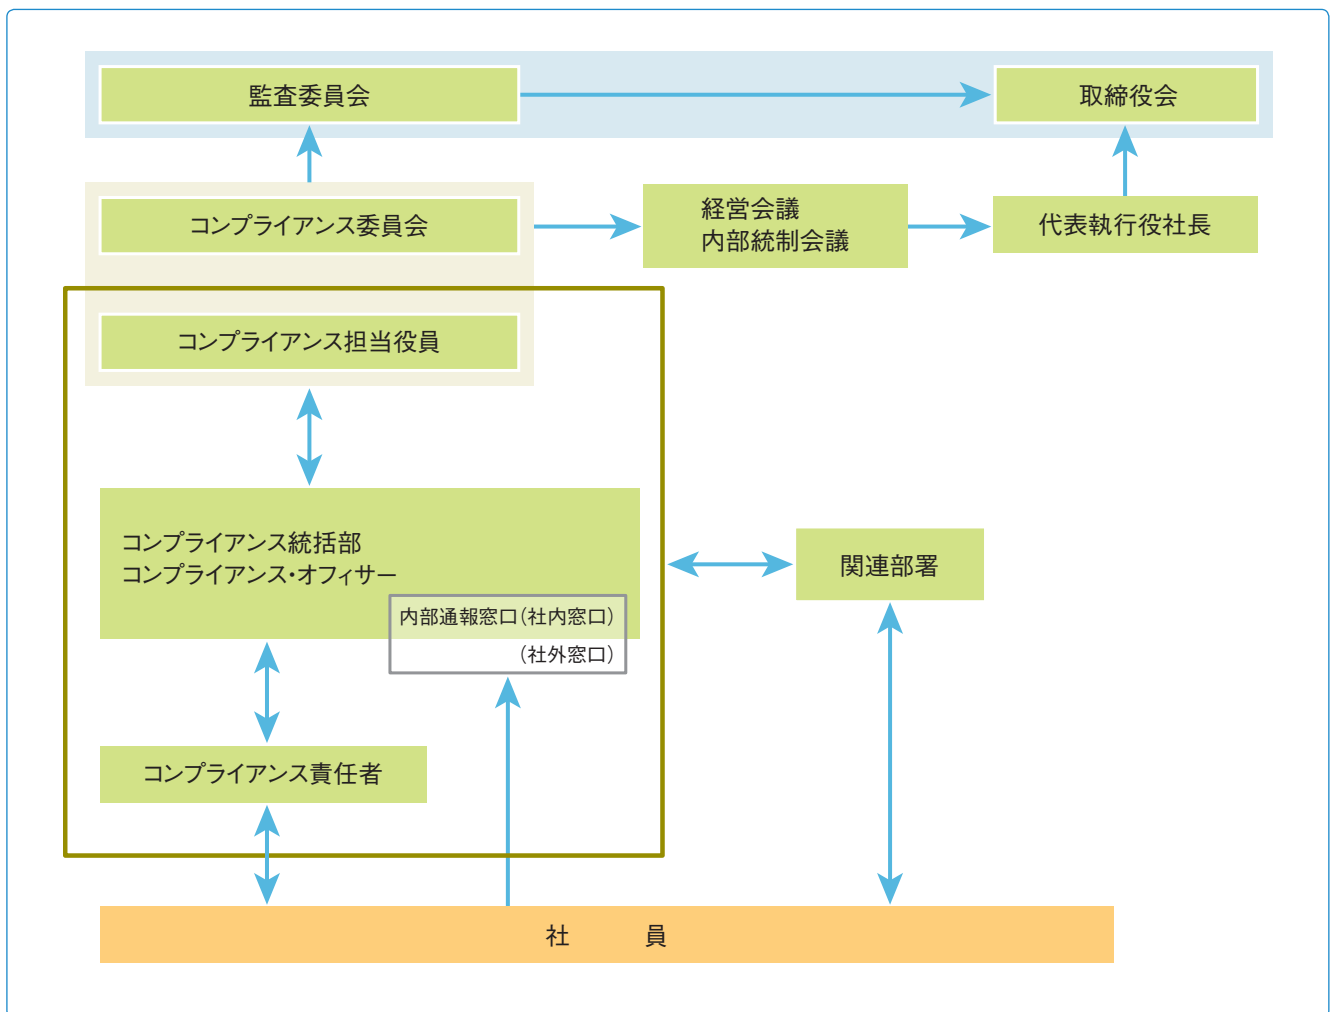 監査委員会
取締役会
コンプライアンス委員会
経営会議
内部統制会議
代表執行役社長
コンプライアンス担当役員
コンプライアンス統括部
コンプライアンス・オフィサー
内部通報窓口（社内窓口）
（社外窓口）
関連部署
コンプライアンス責任者
社　　　員